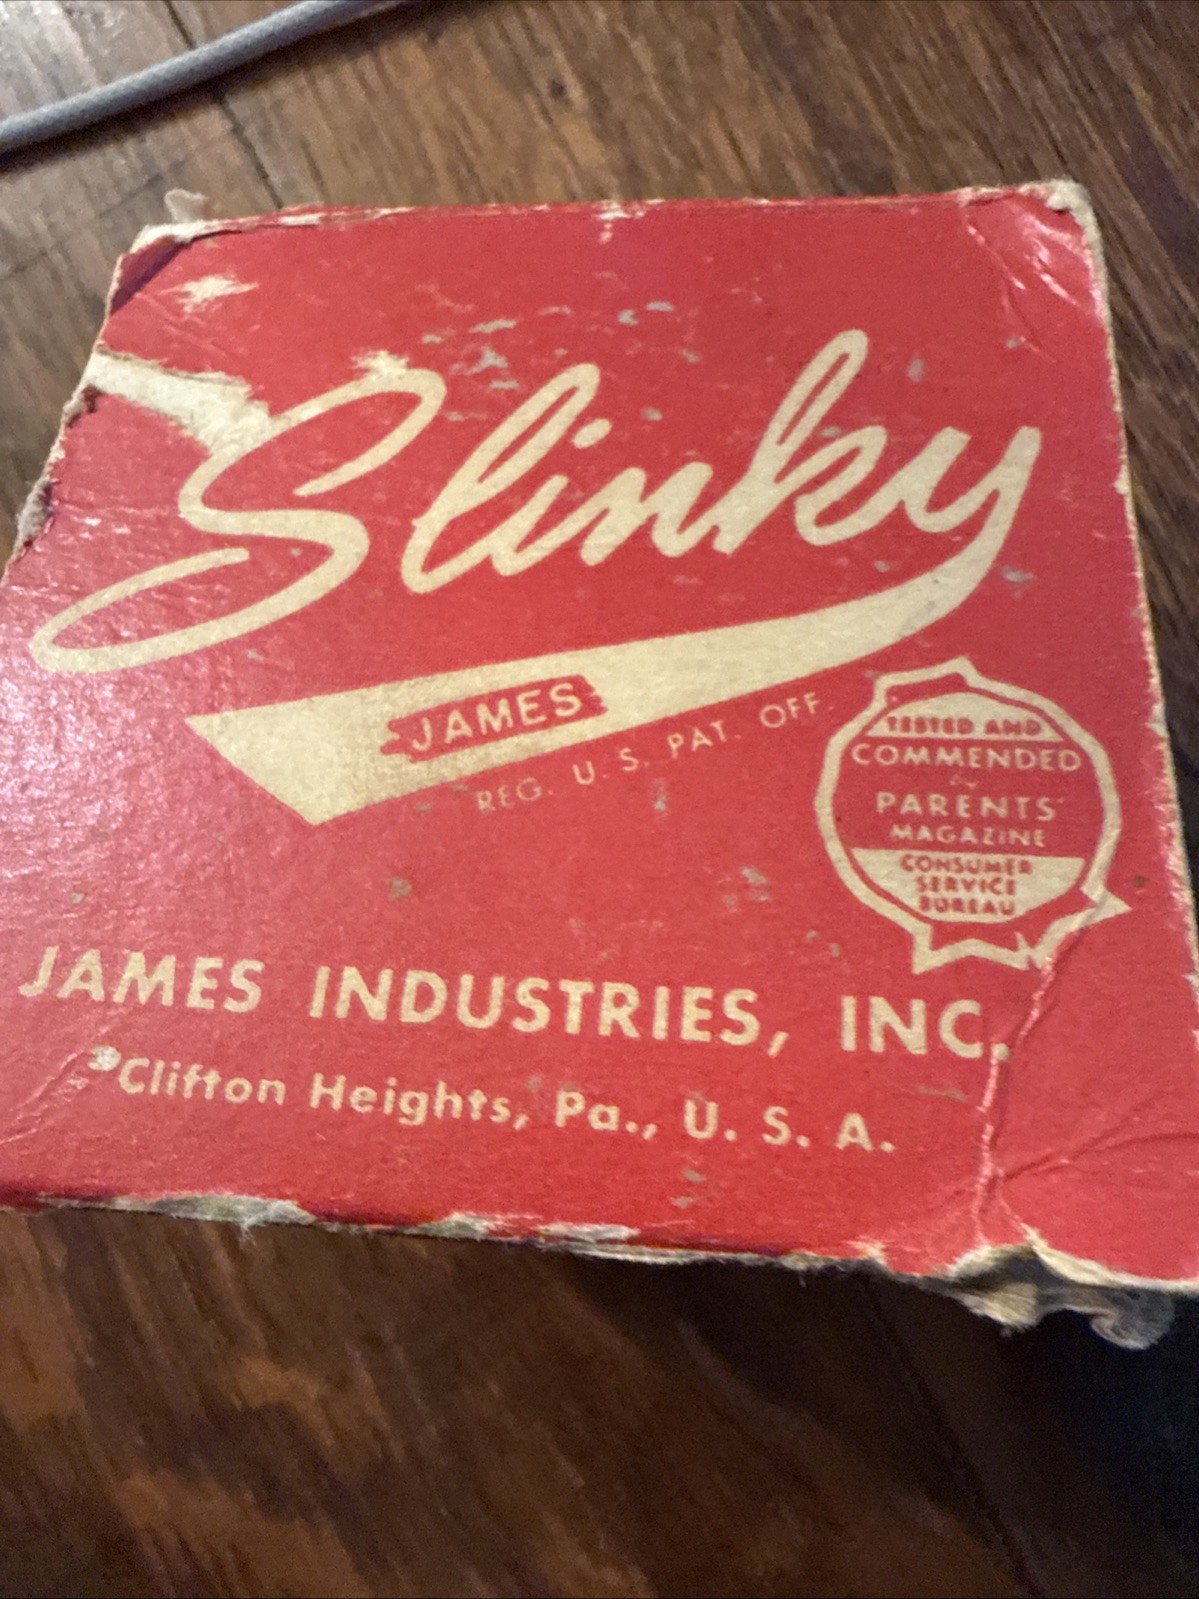 Slinky
JAMES
REG. U. S. PAT. OFF.
TESTED AND
COMMENDED
by
PARENTS'
MAGAZINE
CONSUMER
SERVICE
BUREAU
JAMES INDUSTRIES, INC.
Clifton Heights, Pa., U. S. A.